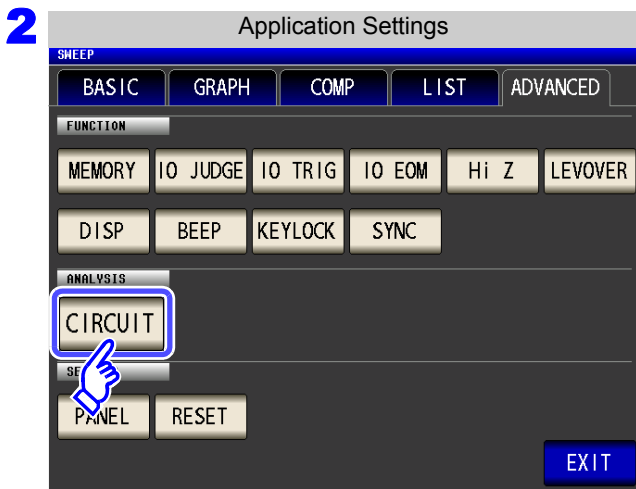 2
Application Settings
SWEEP
BASIC GRAPH COMP LIST ADVANCED
FUNCTION
MEMORY IO JUDGE IO TRIG IO EOM Hi Z LEVOVER
DISP BEEP KEYLOCK SYNC
ANALYSIS
CIRCUIT
PANEL RESET
EXIT